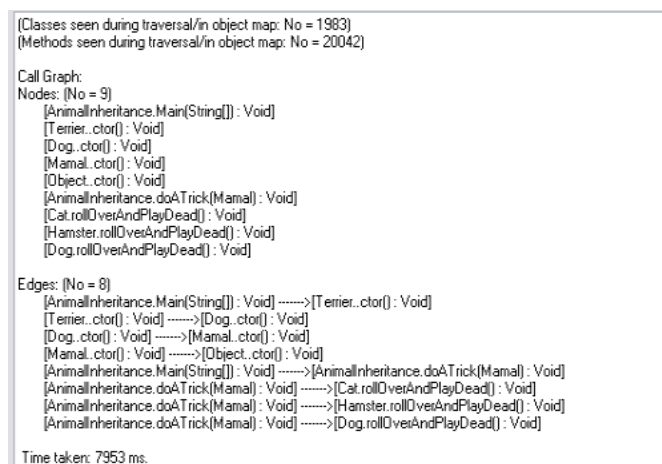 (Classes seen during traversal/in object map: No = 1983)
(Methods seen during traversal/in object map: No = 20042)
Call Graph:
Nodes: (No = 9)
[AnimalInheritance.Main(String[]) : Void]
[Terrier..ctor() : Void]
[Dog..ctor() : Void]
[Mamal..ctor() : Void]
[Object..ctor() : Void]
[AnimalInheritance.doATrick(Mamal) : Void]
[Cat.rollOverAndPlayDead() : Void]
[Hamster.rollOverAndPlayDead() : Void]
[Dog.rollOverAndPlayDead() : Void]
Edges: (No = 8)
[AnimalInheritance.Main(String[]) : Void] ------->[Terrier..ctor() : Void]
[Terrier..ctor() : Void] ------->[Dog..ctor() : Void]
[Dog..ctor() : Void] ------->[Mamal..ctor() : Void]
[Mamal..ctor() : Void] ------->[Object..ctor() : Void]
[AnimalInheritance.Main(String[]) : Void] ------->[AnimalInheritance.doATrick(Mamal) : Void]
[AnimalInheritance.doATrick(Mamal) : Void] ------->[Cat.rollOverAndPlayDead() : Void]
[AnimalInheritance.doATrick(Mamal) : Void] ------->[Hamster.rollOverAndPlayDead() : Void]
[AnimalInheritance.doATrick(Mamal) : Void] ------->[Dog.rollOverAndPlayDead() : Void]
Time taken: 7953 ms.